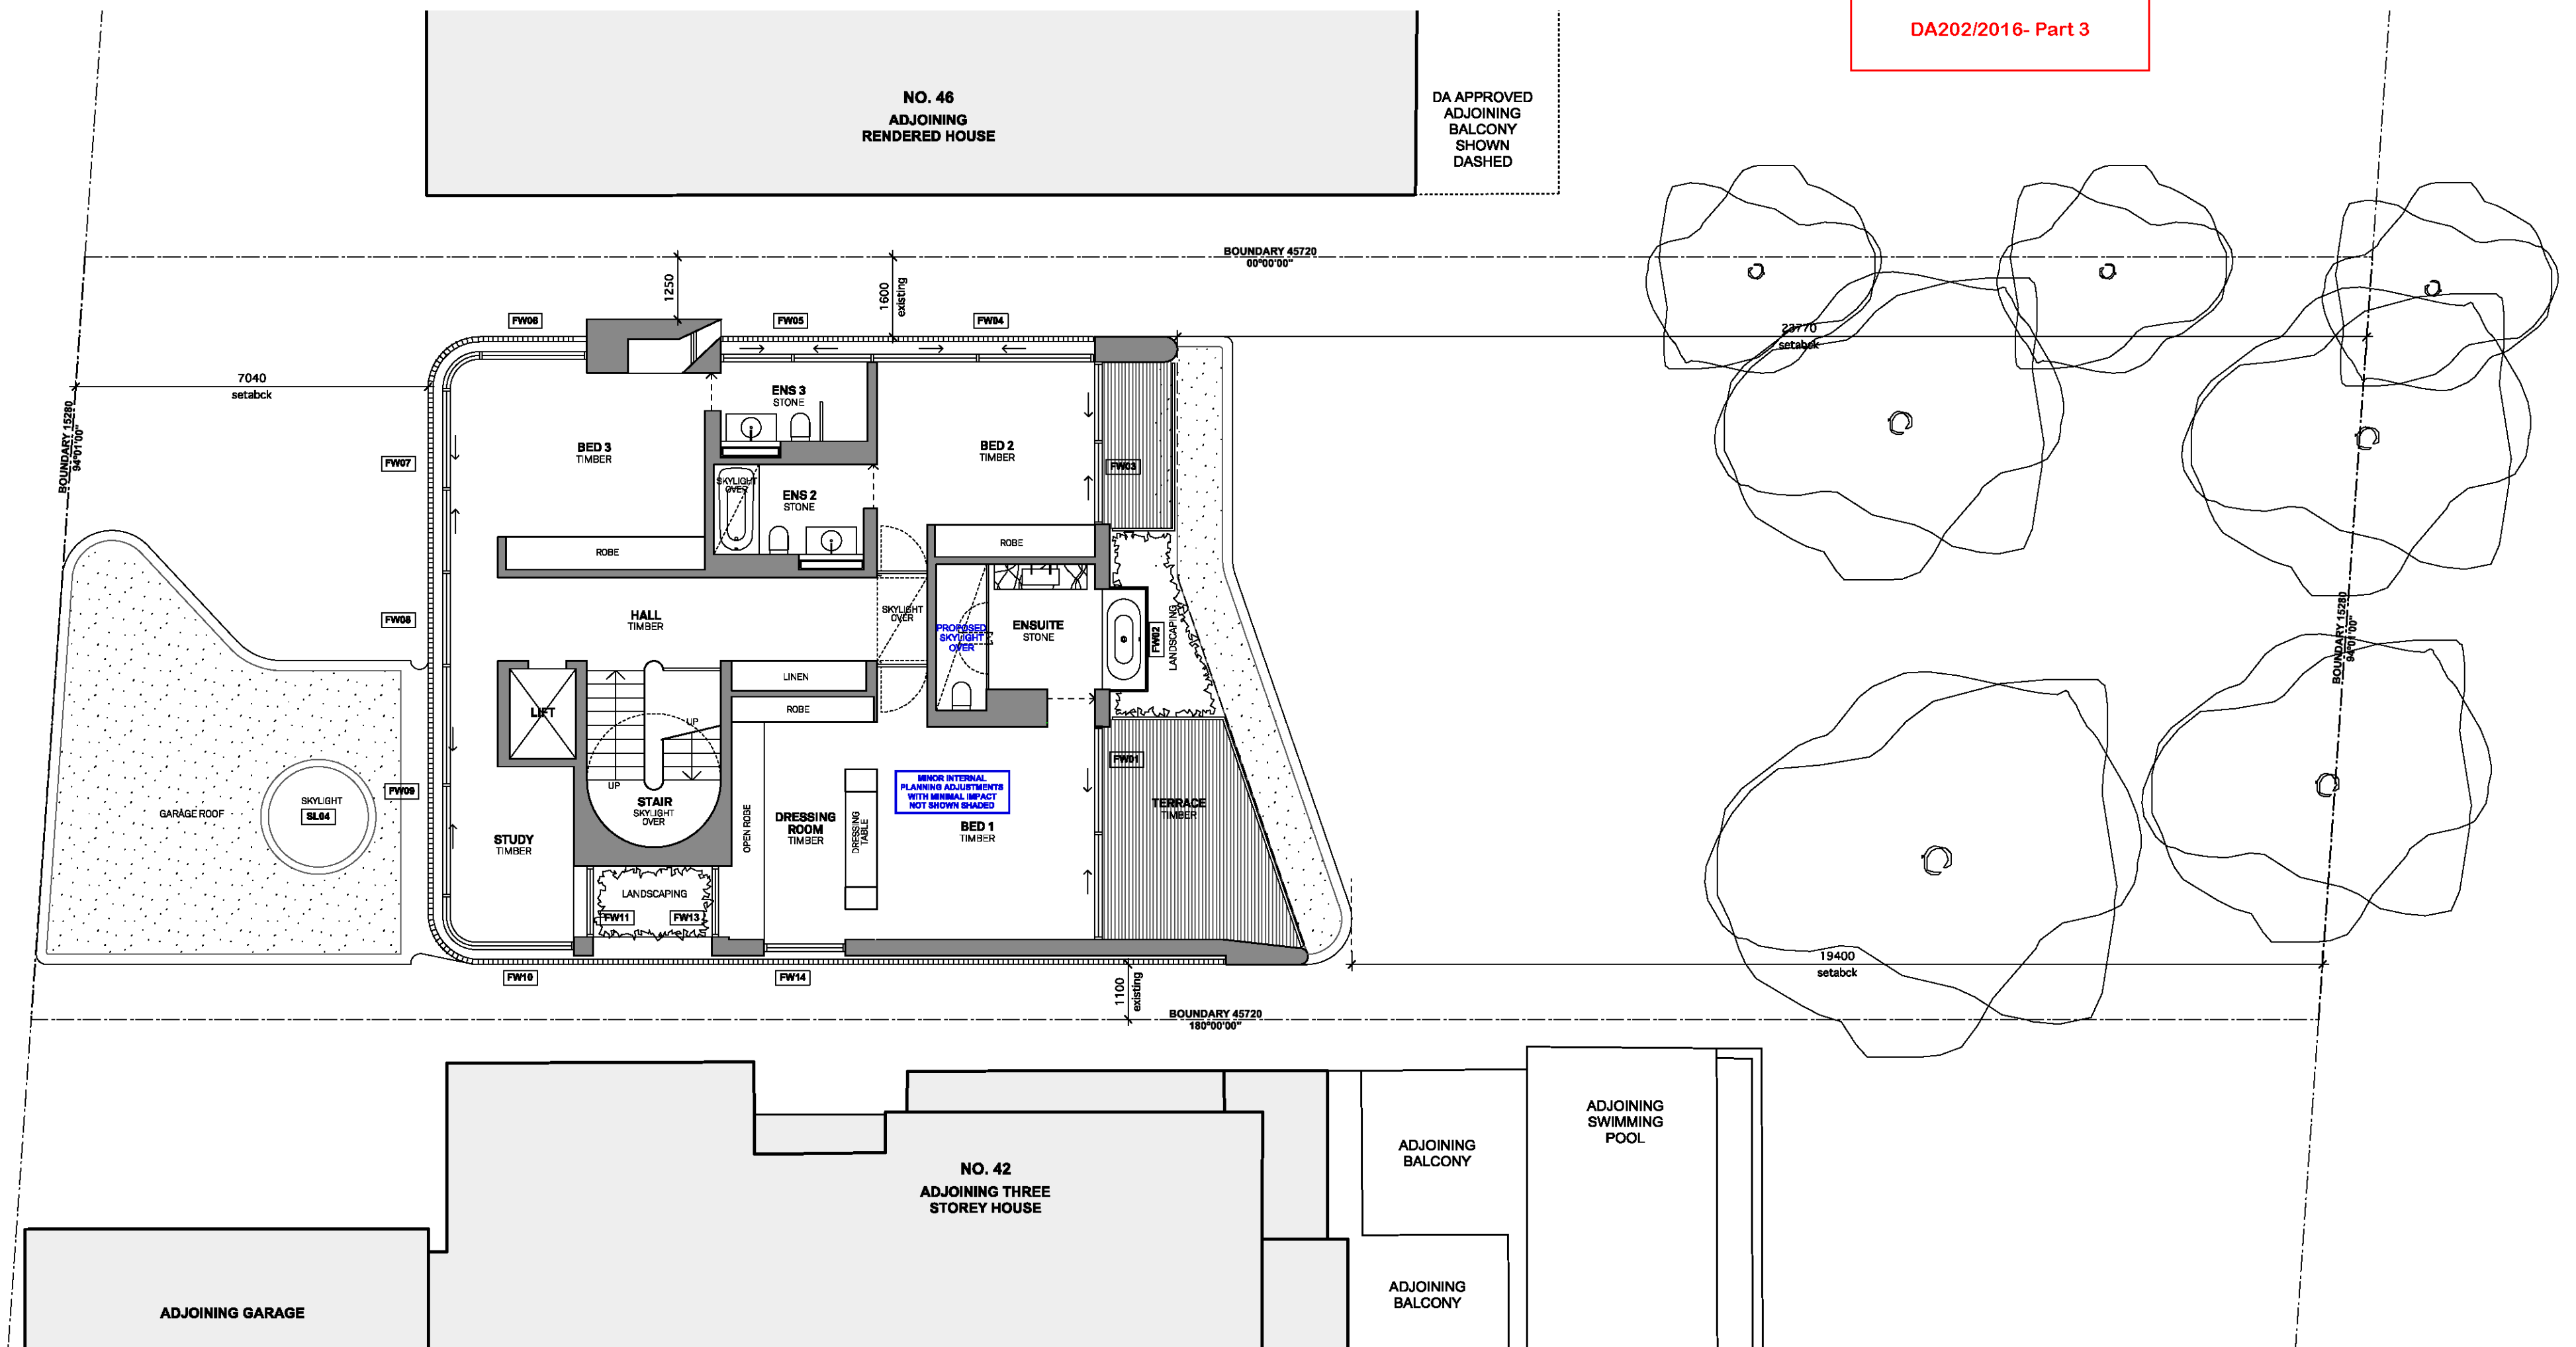 DA202/2016- Part 3
NO. 46
ADJOINING
RENDERED HOUSE
DA APPROVED
ADJOINING
BALCONY
SHOWN
DASHED
BOUNDARY 45720
00°00'00"
1250
1600
existing
FW06
FW05
FW04
23770
setabck
7040
setabck
BOUNDARY 15280
94°01'00"
ENS 3
STONE
BED 3
TIMBER
BED 2
TIMBER
FW07
FW03
SKYLIGHT
OVER
ENS 2
STONE
ROBE
ROBE
HALL
TIMBER
SKYLIGHT
OVER
PROPOSED
SKYLIGHT
OVER
ENSUITE
STONE
FW08
FW02
LANDSCAPING
BOUNDARY 15280
94°01'00"
LINEN
ROBE
LIFT
UP
UP
STAIR
SKYLIGHT
OVER
FW01
FW09
SKYLIGHT
SL04
GARAGE ROOF
STUDY
TIMBER
OPEN ROBE
DRESSING
ROOM
TIMBER
DRESSING
TABLE
MINOR INTERNAL
PLANNING ADJUSTMENTS
WITH MINIMAL IMPACT
NOT SHOWN SHADED
BED 1
TIMBER
TERRACE
TIMBER
LANDSCAPING
FW11
FW13
FW10
FW14
1100
existing
19400
setabck
BOUNDARY 45720
180°00'00"
NO. 42
ADJOINING THREE
STOREY HOUSE
ADJOINING
BALCONY
ADJOINING
SWIMMING
POOL
ADJOINING
BALCONY
ADJOINING GARAGE